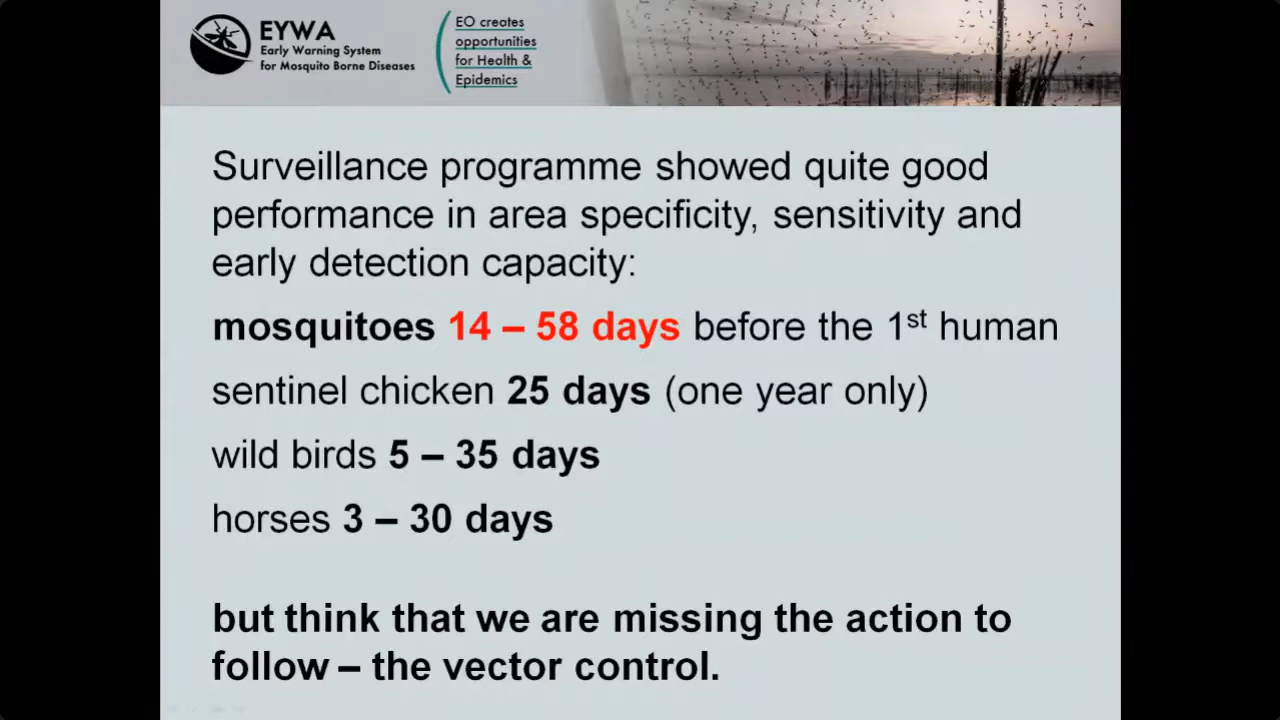 EYWA
Early Warning System
for Mosquito Borne Diseases
EO creates
opportunities
for Health &
Epidemics
Surveillance programme showed quite good
performance in area specificity, sensitivity and
early detection capacity:
mosquitoes 14 – 58 days before the 1st human
sentinel chicken 25 days (one year only)
wild birds 5 – 35 days
horses 3 – 30 days
but think that we are missing the action to
follow – the vector control.